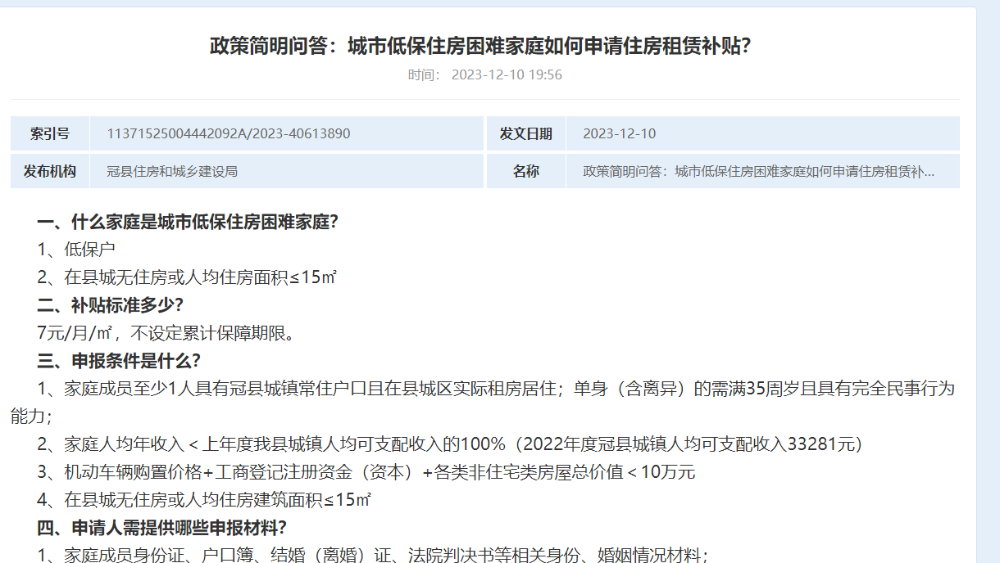 政策简明问答：城市低保住房困难家庭如何申请住房租赁补贴？
时间： 2023-12-10 19:56
索引号 11371525004442092A/2023-40613890 发文日期 2023-12-10
发布机构 冠县住房和城乡建设局 名称 政策简明问答：城市低保住房困难家庭如何申请住房租赁补...
一、什么家庭是城市低保住房困难家庭？
1、低保户
2、在县城无住房或人均住房面积≤15㎡
二、补贴标准多少？
7元/月/㎡，不设定累计保障期限。
三、申报条件是什么？
1、家庭成员至少1人具有冠县城镇常住户口且在县城区实际租房居住；单身（含离异）的需满35周岁且具有完全民事行为
能力；
2、家庭人均年收入＜上年度我县城镇人均可支配收入的100%（2022年度冠县城镇人均可支配收入33281元）
3、机动车辆购置价格+工商登记注册资金（资本）+各类非住宅类房屋总价值＜10万元
4、在县城无住房或人均住房建筑面积≤15㎡
四、申请人需提供哪些申报材料？
1、家庭成员身份证、户口簿、结婚（离婚）证、法院判决书等相关身份、婚姻情况材料；